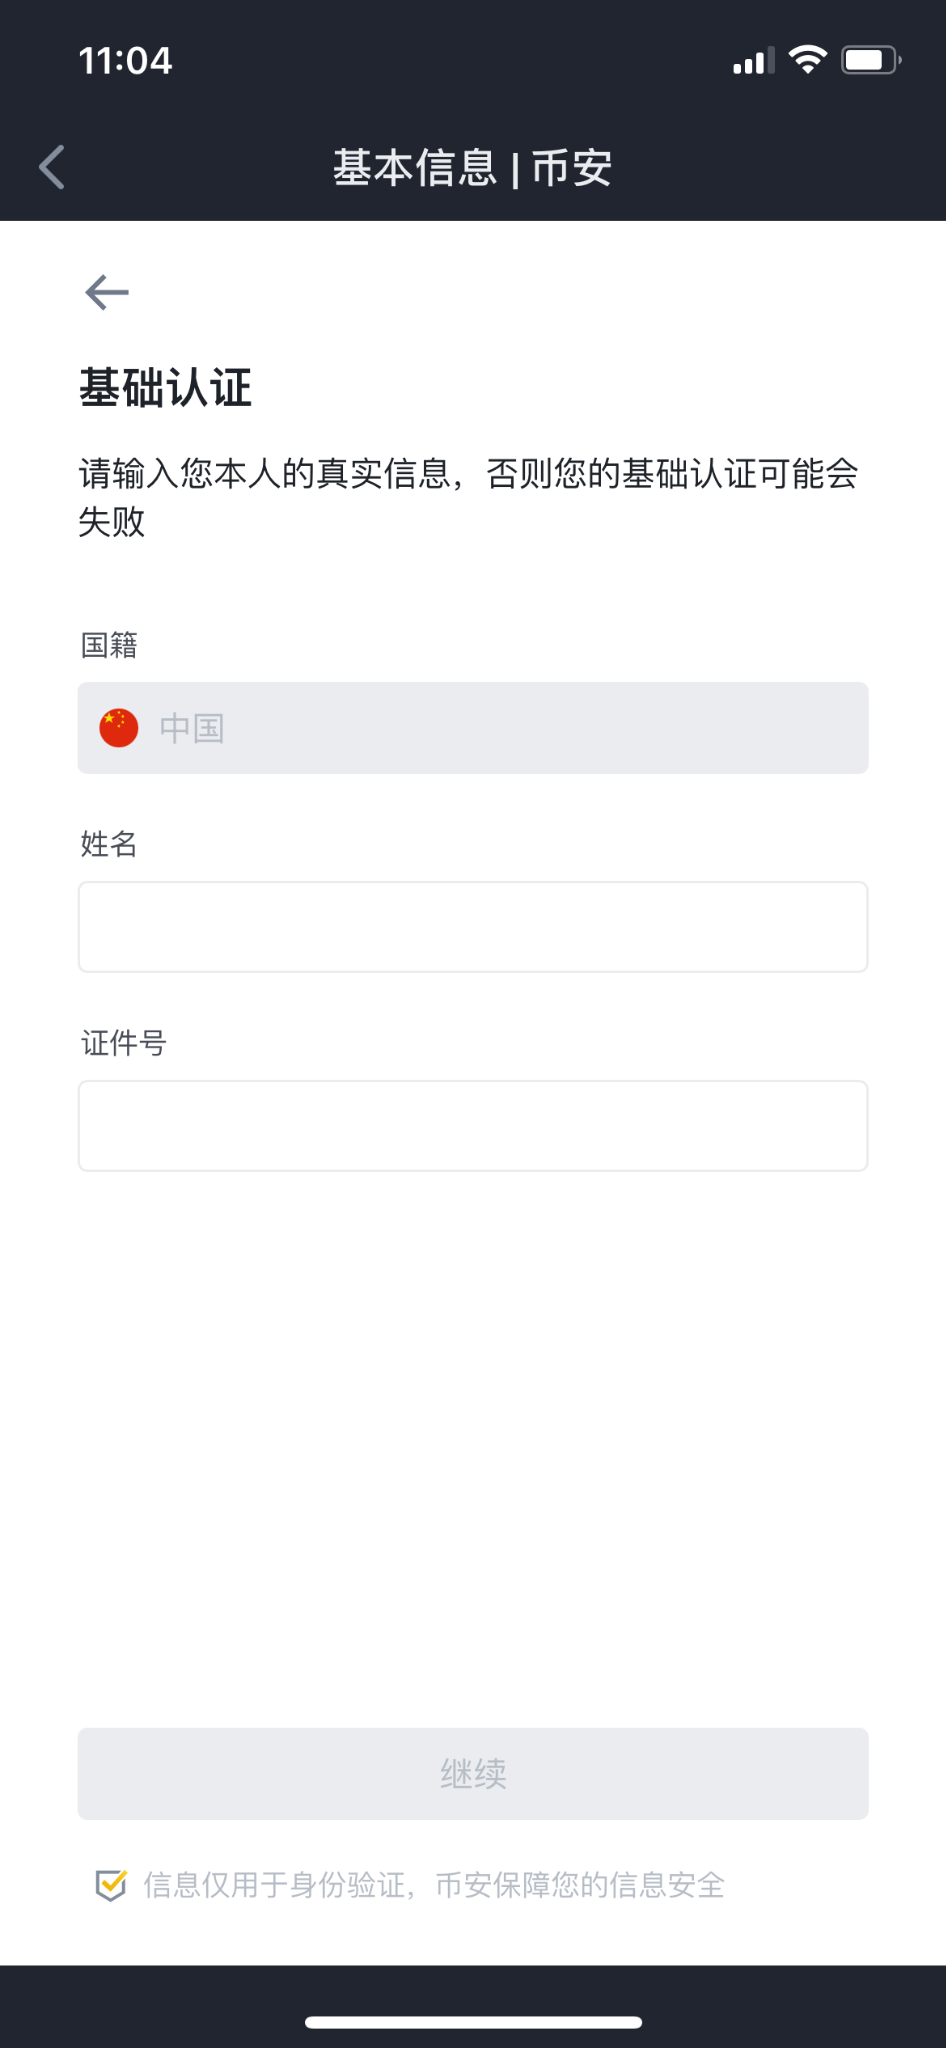 11:04
基本信息 | 币安
基础认证
请输入您本人的真实信息，否则您的基础认证可能会
失败
国籍
中国
姓名
证件号
继续
信息仅用于身份验证，币安保障您的信息安全